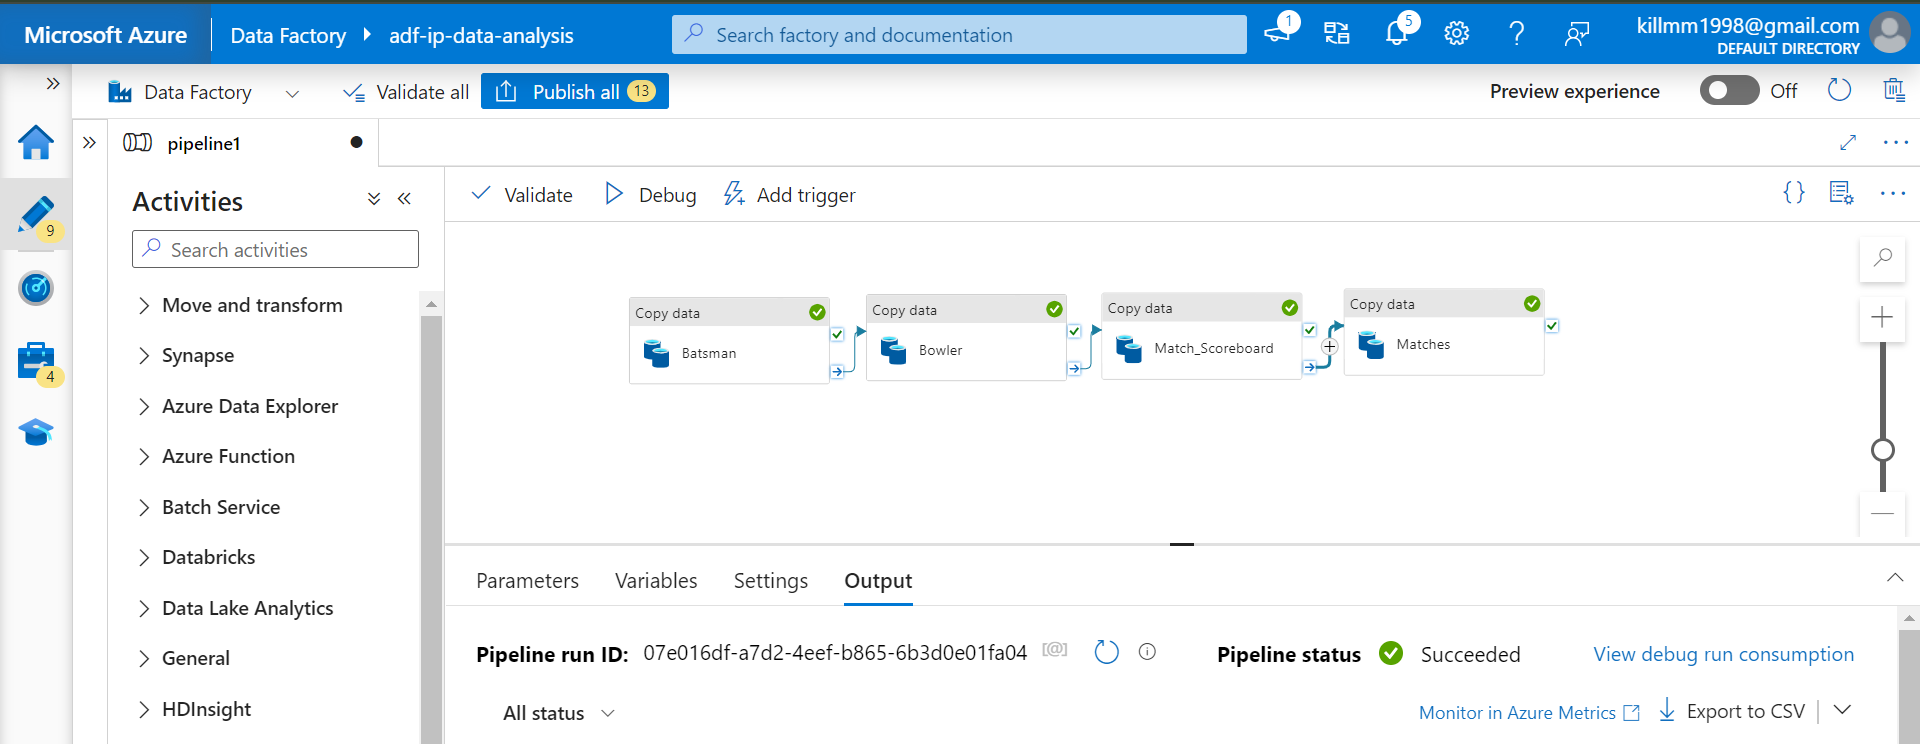 Microsoft Azure
Data Factory
adf-ip-data-analysis
Search factory and documentation
1
5
?
killmm1998@gmail.com
DEFAULT DIRECTORY
Data Factory
Validate all
Publish all 13
Preview experience
Off
pipeline1
Activities
Search activities
Move and transform
Synapse
Azure Data Explorer
Azure Function
Batch Service
Databricks
Data Lake Analytics
General
HDInsight
9
4
Validate
Debug
Add trigger
{}
Copy data
Batsman
Copy data
Bowler
Copy data
Match_Scoreboard
Copy data
Matches
Parameters
Variables
Settings
Output
Pipeline run ID: 07e016df-a7d2-4eef-b865-6b3d0e01fa04 [@]
Pipeline status
Succeeded
View debug run consumption
All status
Monitor in Azure Metrics
Export to CSV